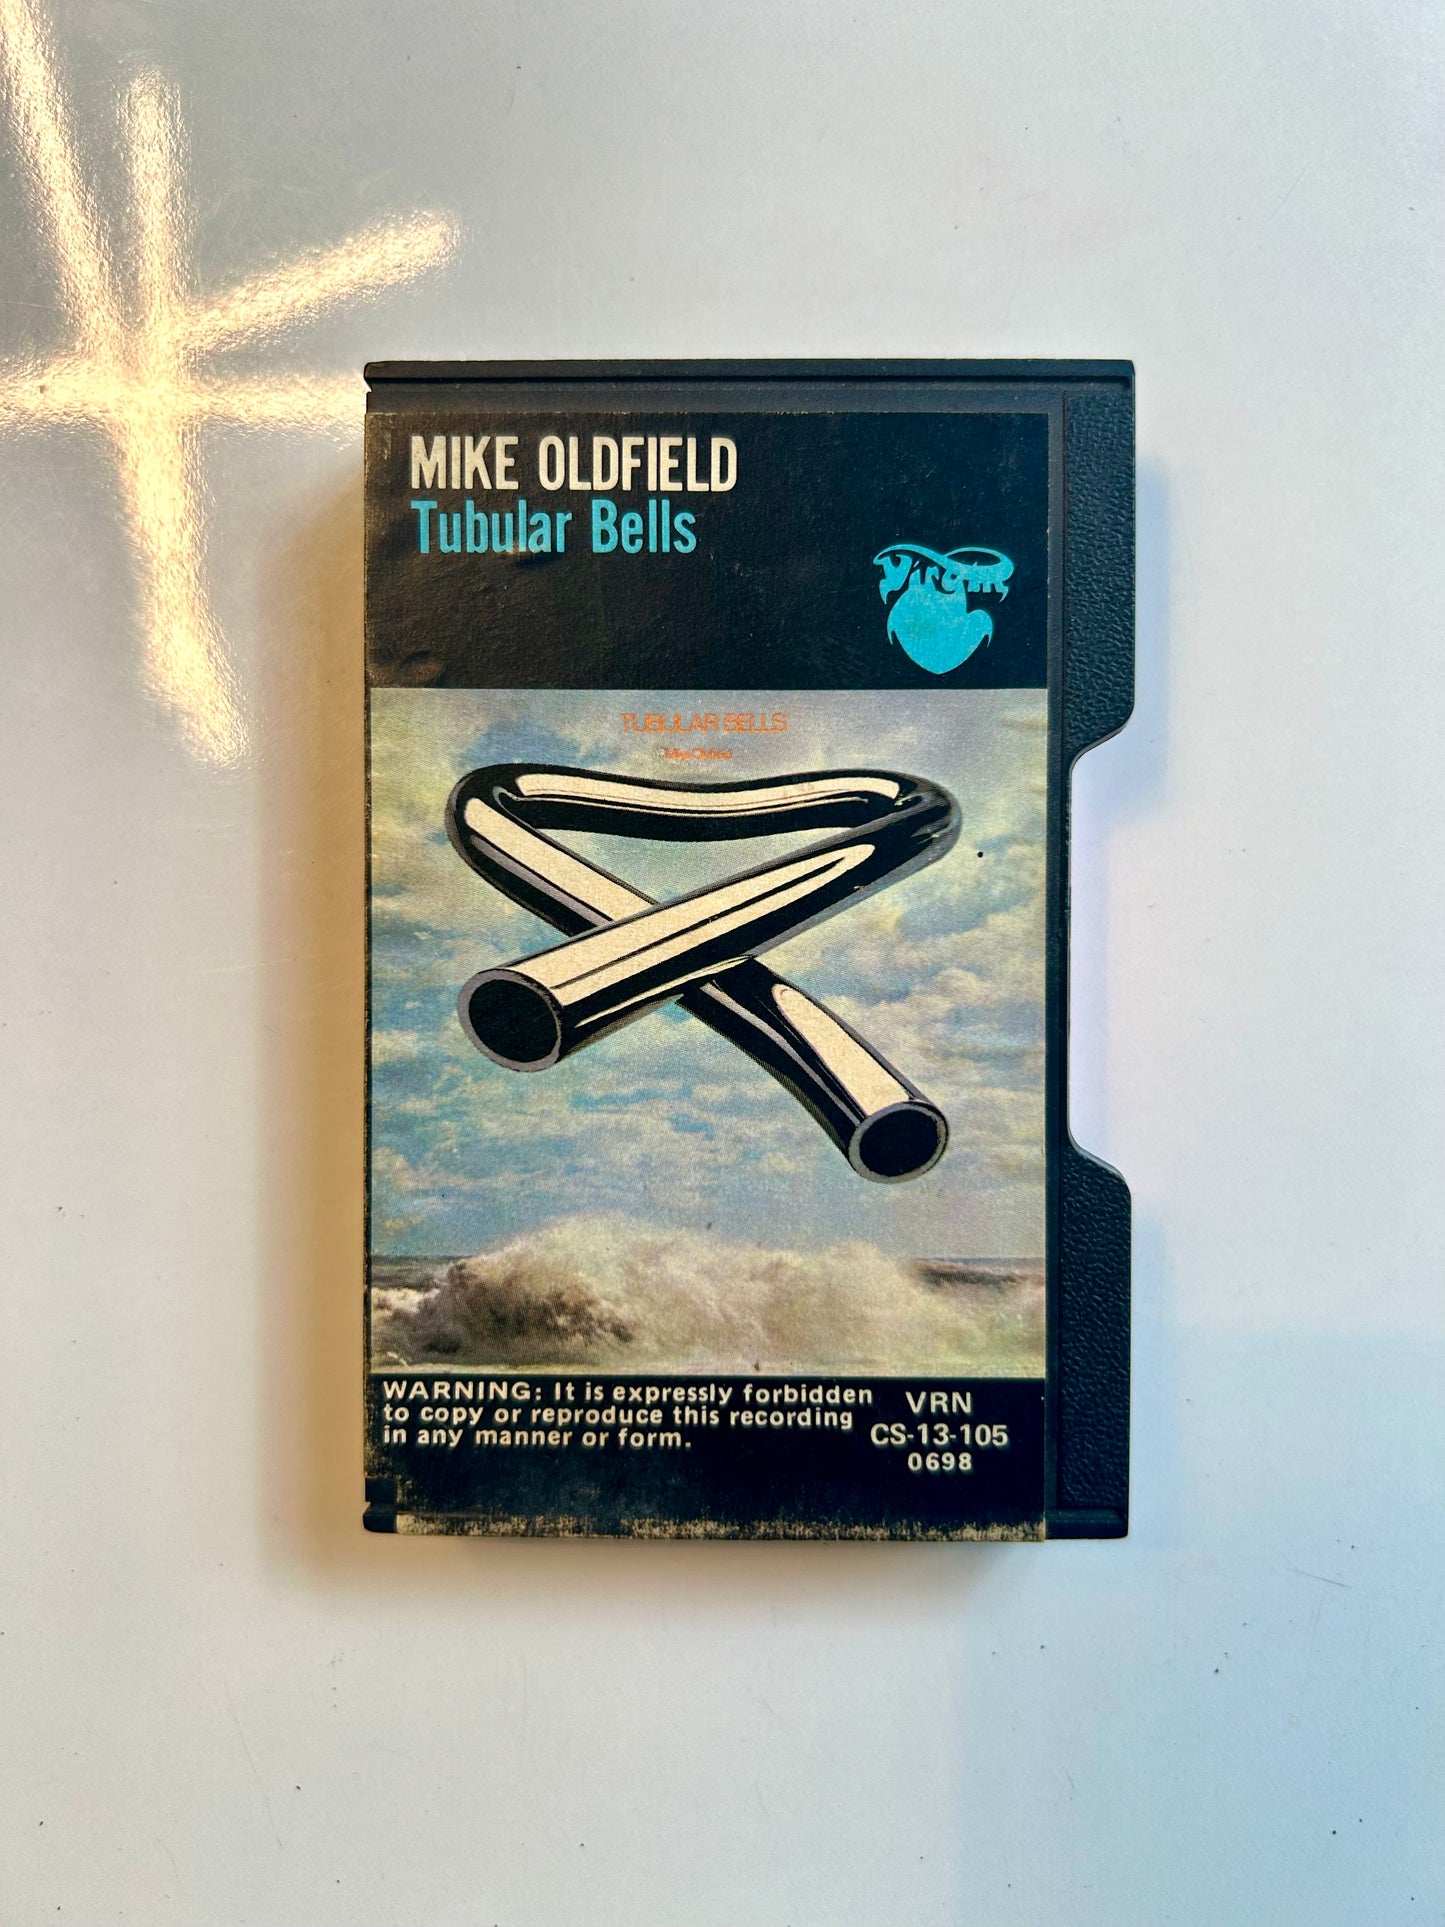 MIKE OLDFIELD
Tubular Bells
Virgin
TUBULAR BELLS
Mike Oldfield
WARNING: It is expressly forbidden
to copy or reproduce this recording
in any manner or form.
VRN
CS-13-105
0698